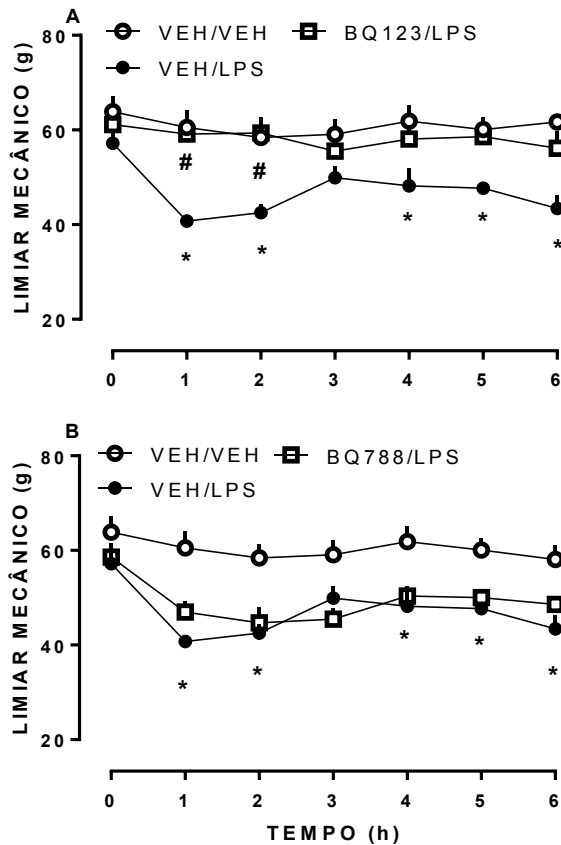 A
VEH/VEH BQ123/LPS
VEH/LPS
LIMIAR MECÂNICO (g)
80
60
40
20
# #
* * * * *
0 1 2 3 4 5 6
B
VEH/VEH BQ788/LPS
VEH/LPS
LIMIAR MECÂNICO (g)
80
60
40
20
* * * * *
0 1 2 3 4 5 6
TEMPO (h)